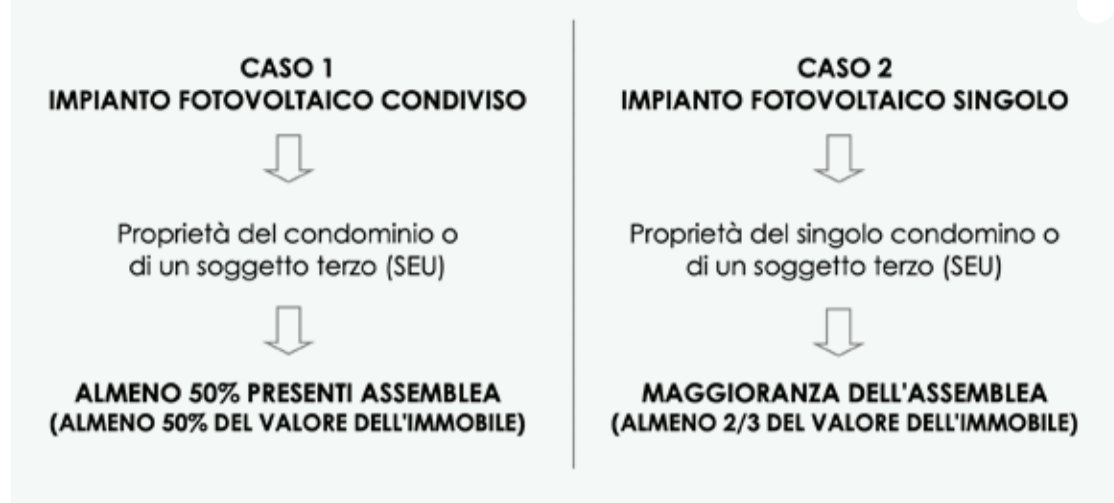 CASO 1
IMPIANTO FOTOVOLTAICO CONDIVISO
Proprietà del condominio o
di un soggetto terzo (SEU)
ALMENO 50% PRESENTI ASSEMBLEA
(ALMENO 50% DEL VALORE DELL'IMMOBILE)
CASO 2
IMPIANTO FOTOVOLTAICO SINGOLO
Proprietà del singolo condomino o
di un soggetto terzo (SEU)
MAGGIORANZA DELL'ASSEMBLEA
(ALMENO 2/3 DEL VALORE DELL'IMMOBILE)